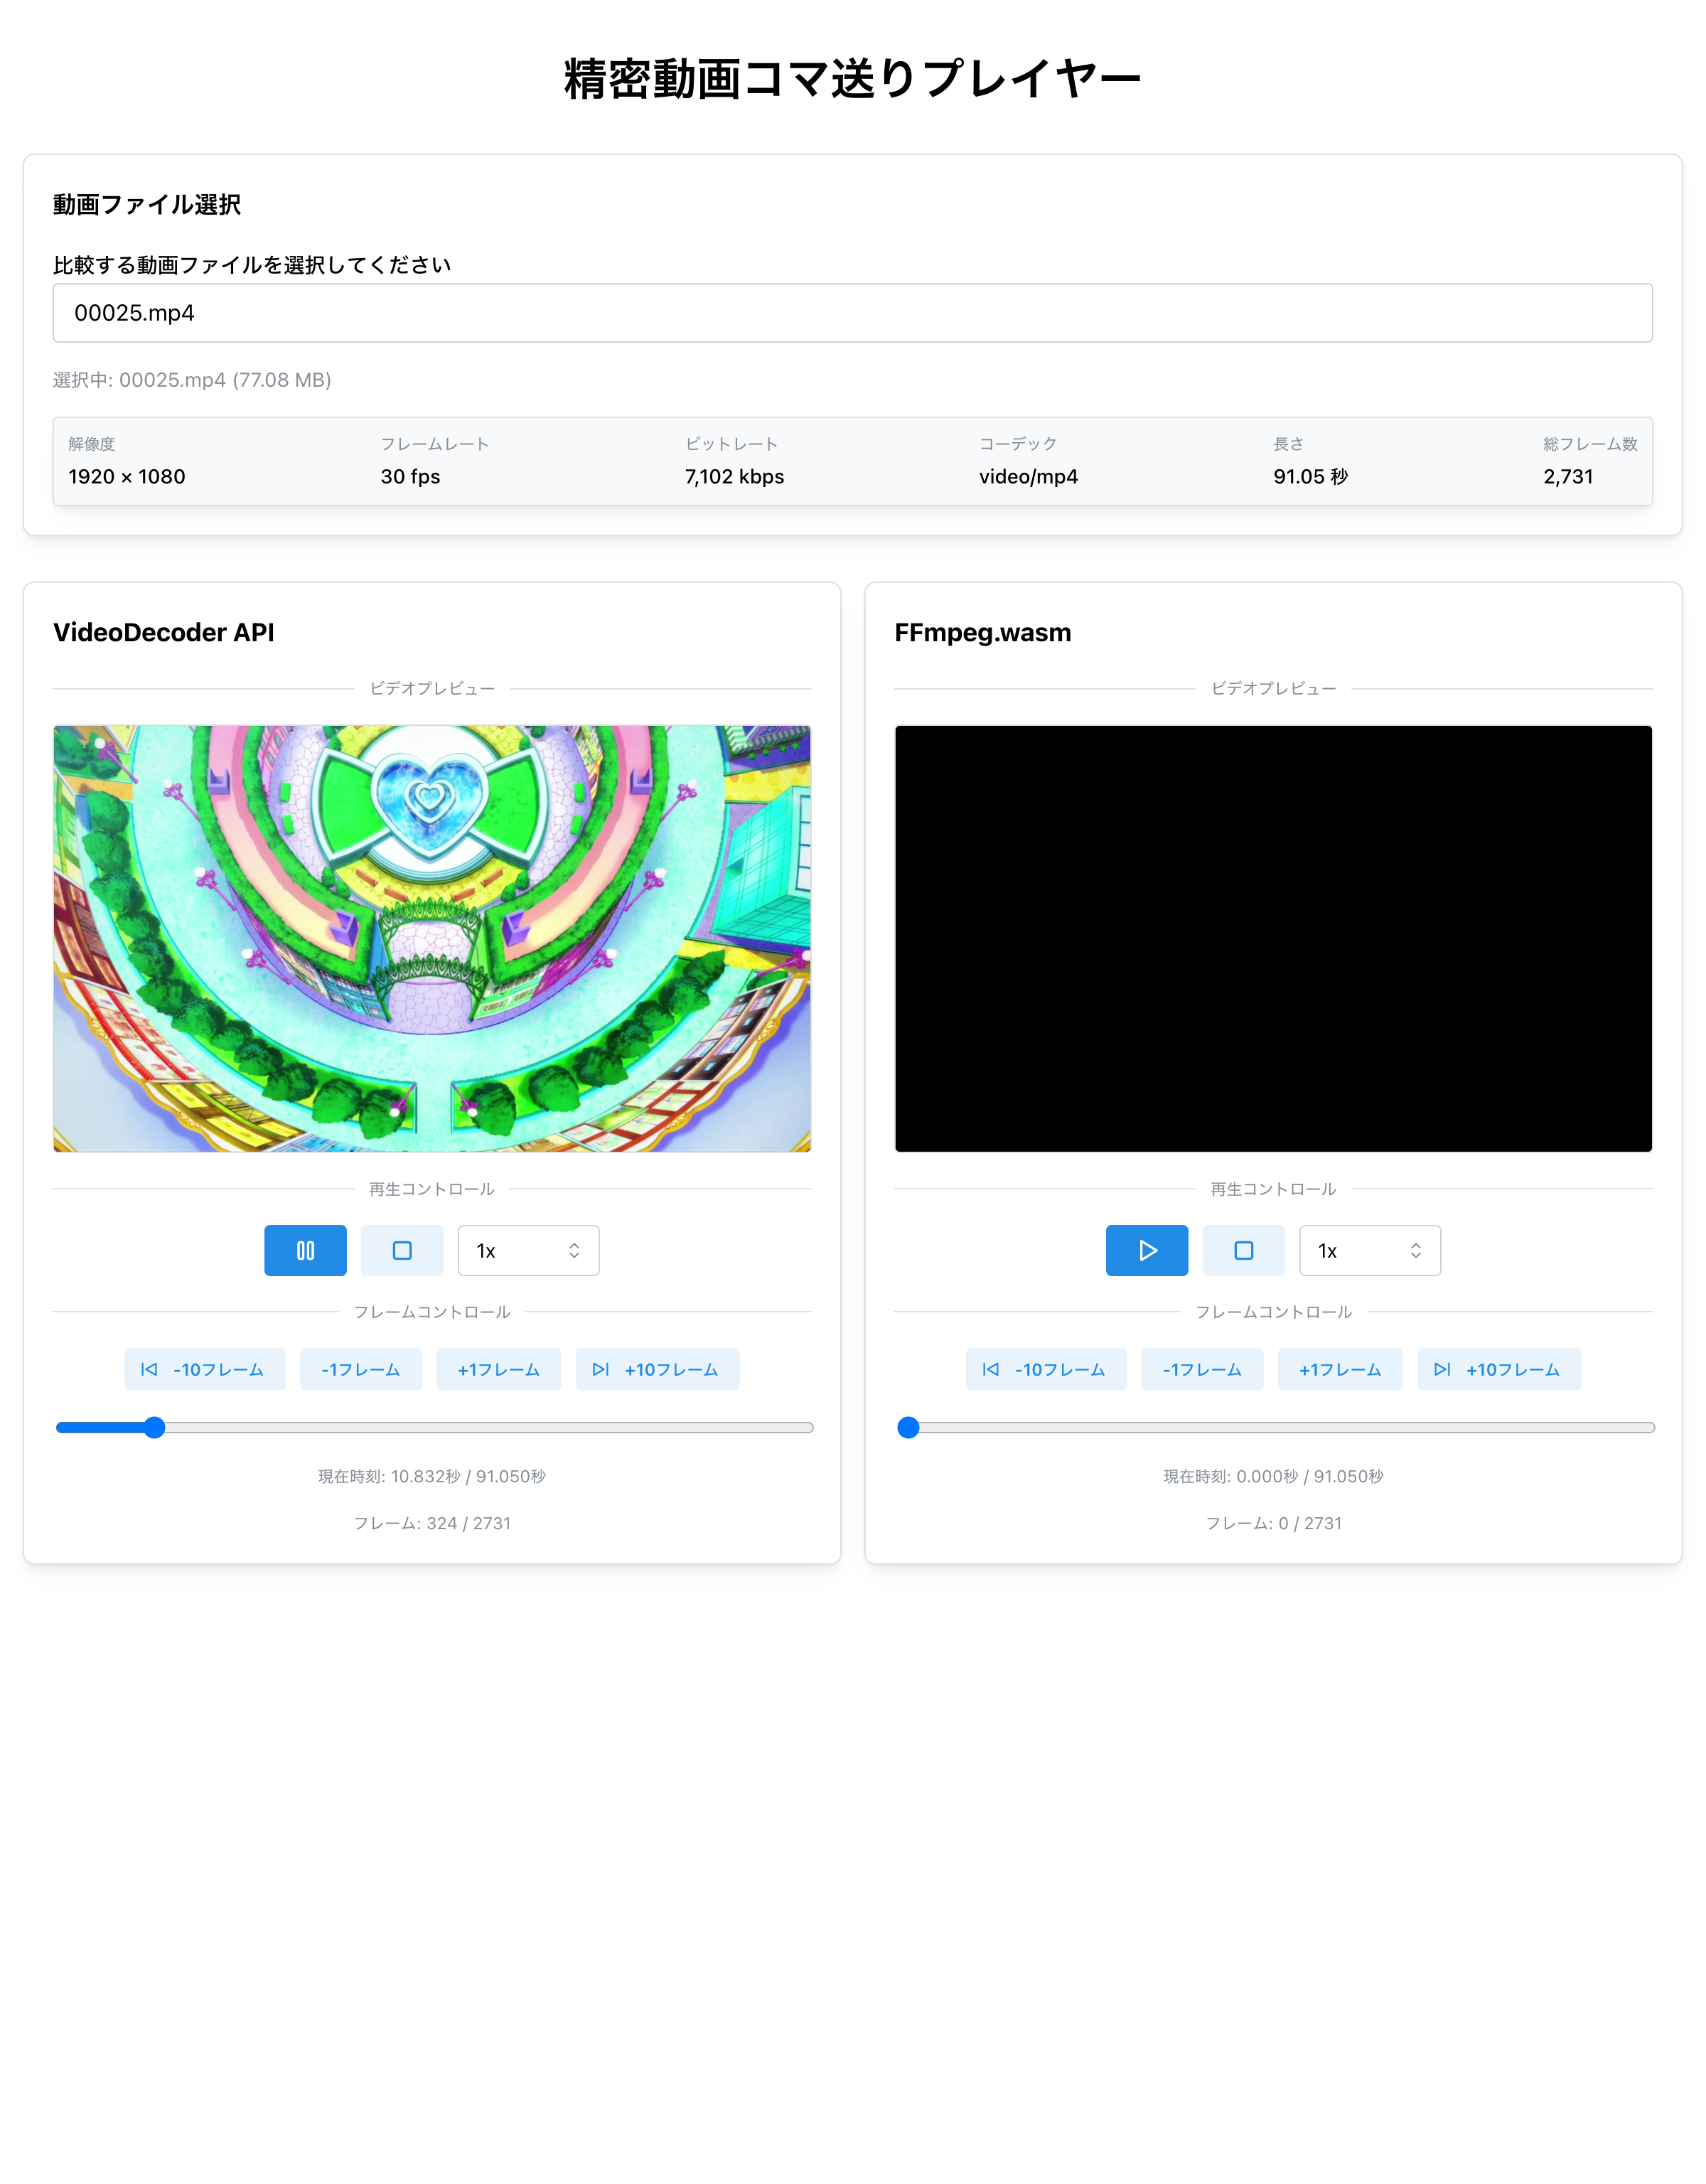 精密動画コマ送りプレイヤー
動画ファイル選択
比較する動画ファイルを選択してください
00025.mp4
選択中: 00025.mp4 (77.08 MB)
解像度 フレームレート ビットレート コーデック 長さ 総フレーム数
1920 × 1080 30 fps 7,102 kbps video/mp4 91.05 秒 2,731
VideoDecoder API
ビデオプレビュー
再生コントロール
1x
フレームコントロール
-10フレーム -1フレーム +1フレーム +10フレーム
現在時刻: 10.832秒 / 91.050秒
フレーム: 324 / 2731
FFmpeg.wasm
ビデオプレビュー
再生コントロール
1x
フレームコントロール
-10フレーム -1フレーム +1フレーム +10フレーム
現在時刻: 0.000秒 / 91.050秒
フレーム: 0 / 2731